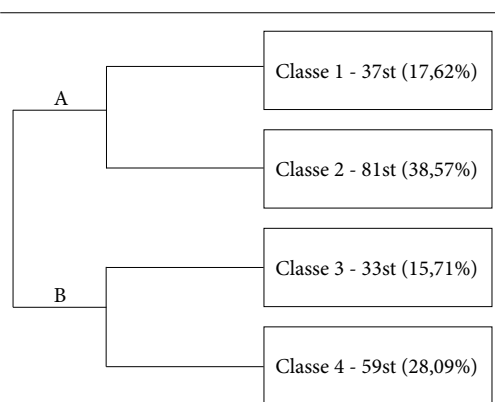 Classe 1 - 37st (17,62%)
A
Classe 2 - 81st (38,57%)
Classe 3 - 33st (15,71%)
B
Classe 4 - 59st (28,09%)